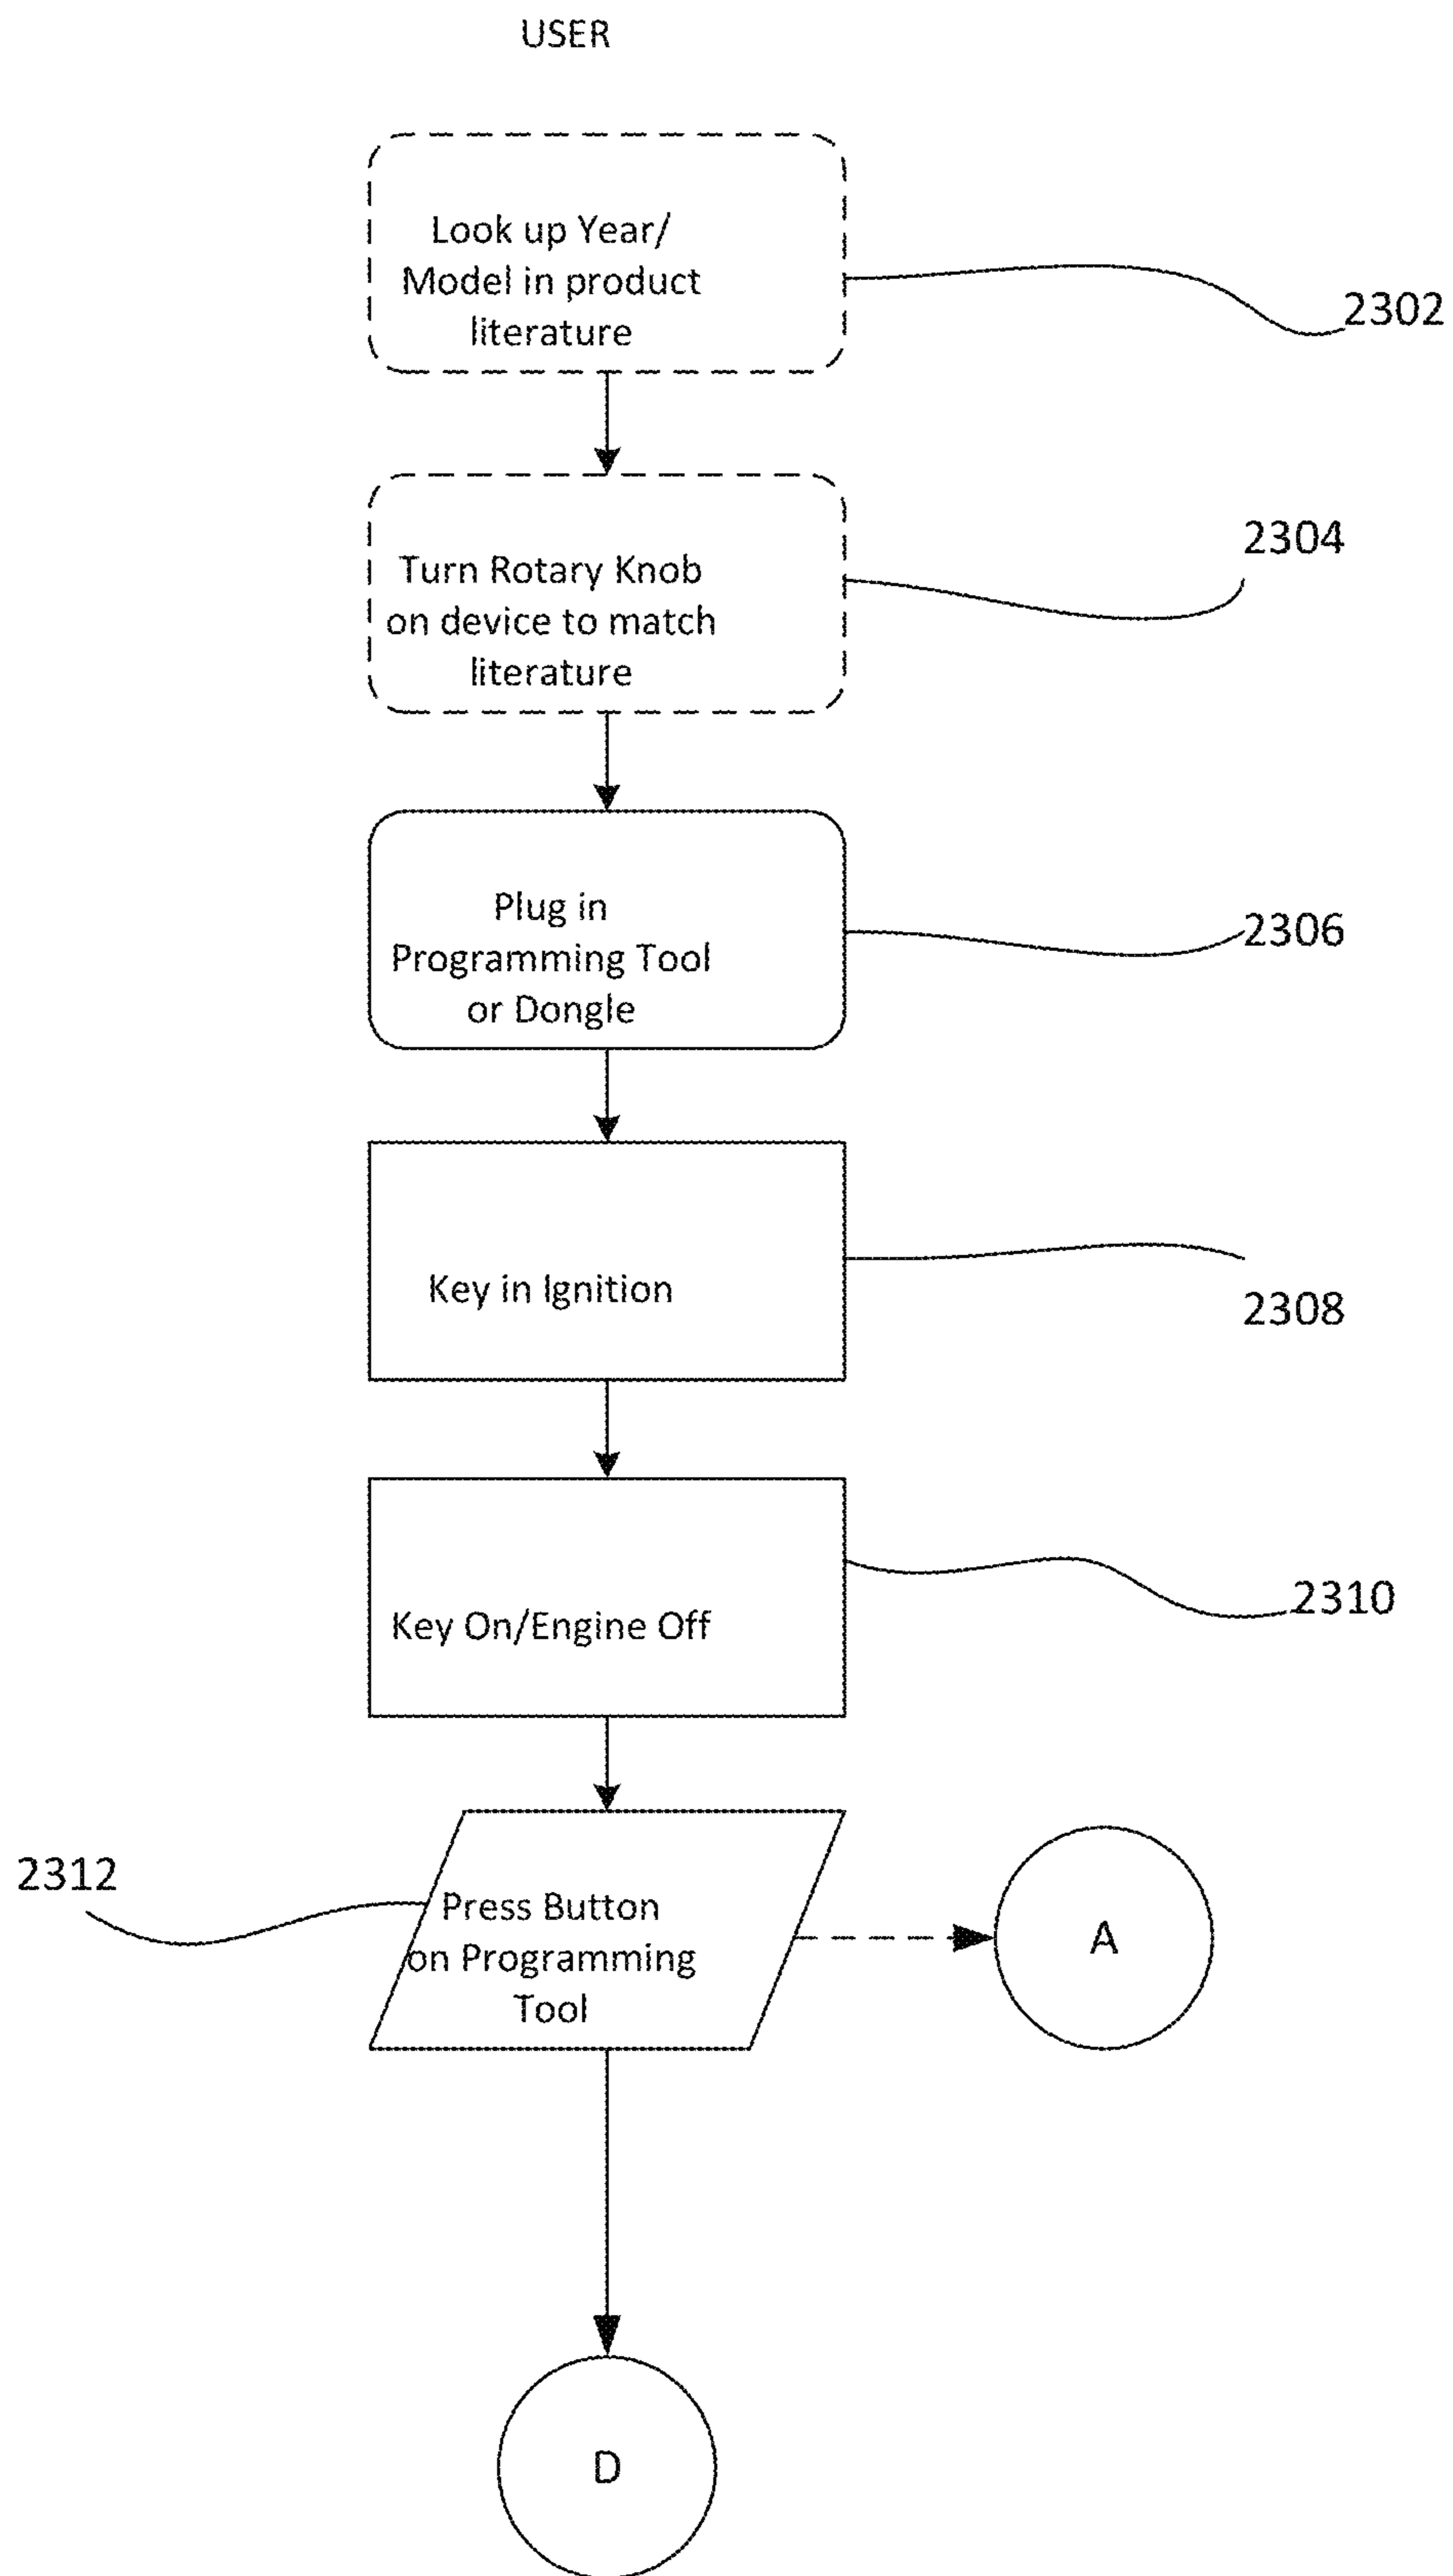 USER
Look up Year/
Model in product
literature
2302
Turn Rotary Knob
on device to match
literature
2304
Plug in
Programming Tool
or Dongle
2306
Key in Ignition
2308
Key On/Engine Off
2310
2312
Press Button
on Programming
Tool
A
D